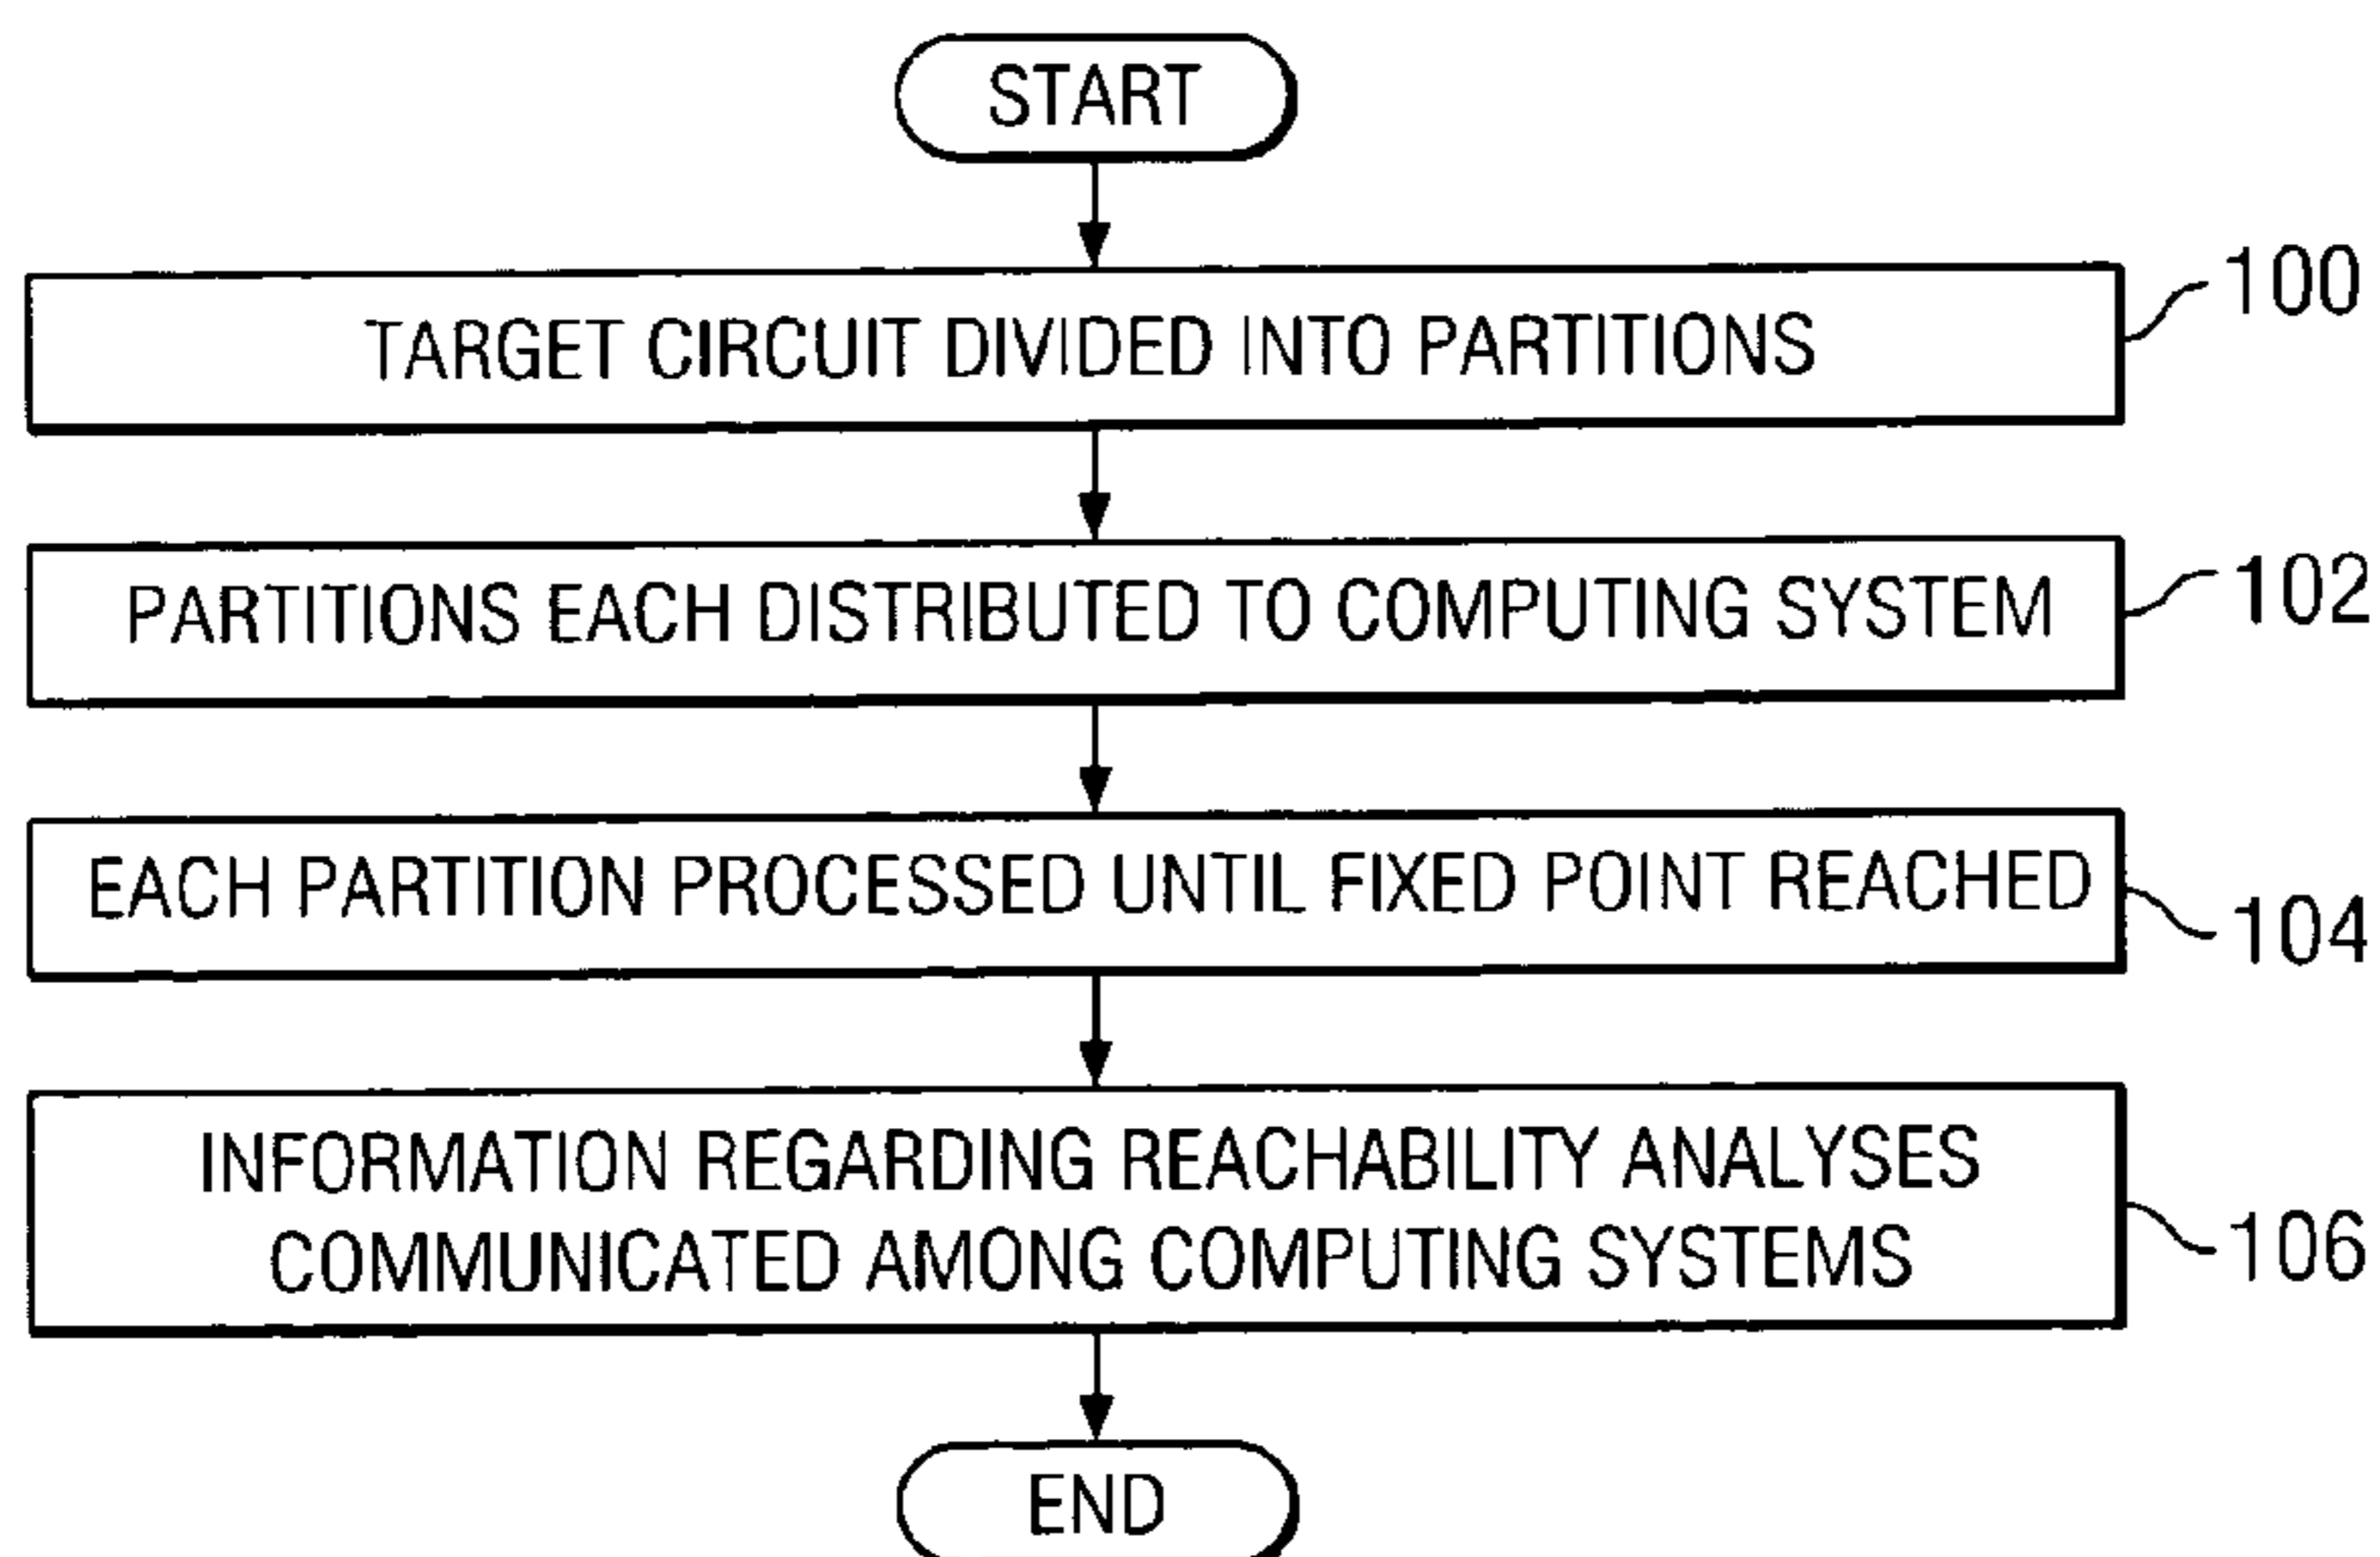 START
TARGET CIRCUIT DIVIDED INTO PARTITIONS
100
PARTITIONS EACH DISTRIBUTED TO COMPUTING SYSTEM
102
EACH PARTITION PROCESSED UNTIL FIXED POINT REACHED
104
INFORMATION REGARDING REACHABILITY ANALYSES
COMMUNICATED AMONG COMPUTING SYSTEMS
106
END